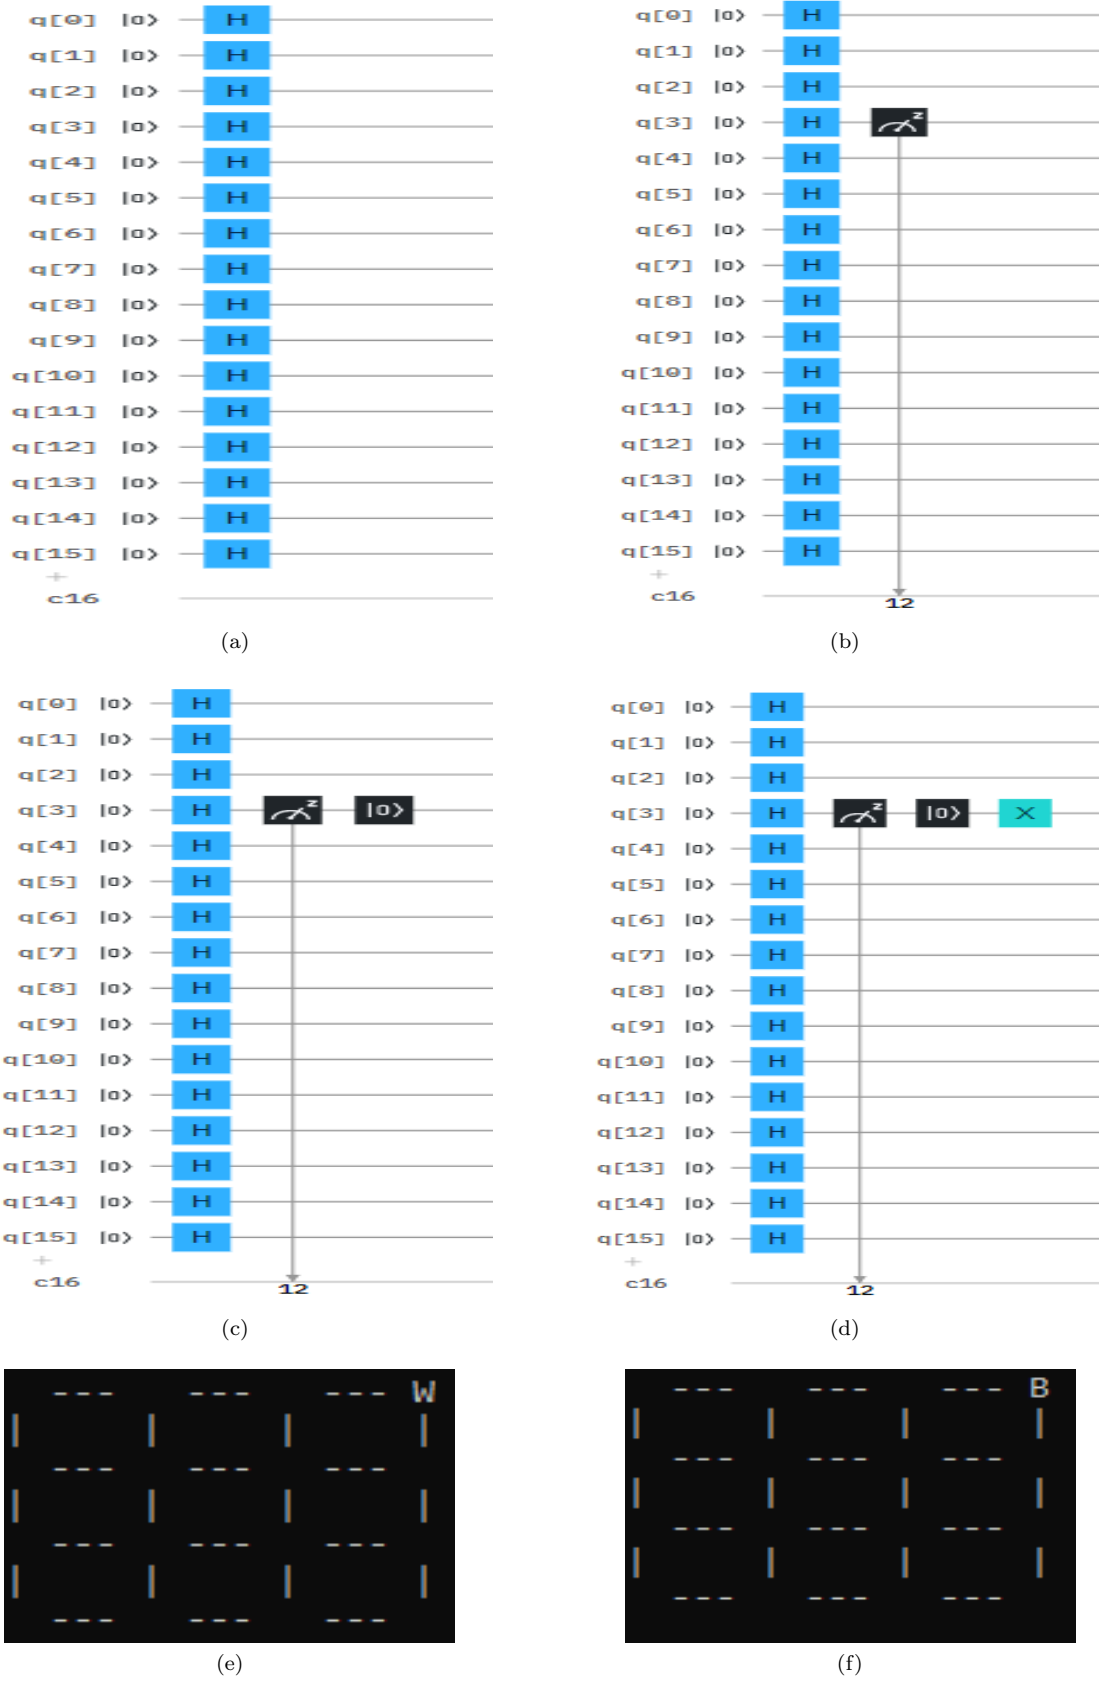 q[0] |0⟩ H
q[1] |0⟩ H
q[2] |0⟩ H
q[3] |0⟩ H
q[4] |0⟩ H
q[5] |0⟩ H
q[6] |0⟩ H
q[7] |0⟩ H
q[8] |0⟩ H
q[9] |0⟩ H
q[10] |0⟩ H
q[11] |0⟩ H
q[12] |0⟩ H
q[13] |0⟩ H
q[14] |0⟩ H
q[15] |0⟩ H
+
c16
(a)
q[0] |0⟩ H
q[1] |0⟩ H
q[2] |0⟩ H
q[3] |0⟩ H z
q[4] |0⟩ H
q[5] |0⟩ H
q[6] |0⟩ H
q[7] |0⟩ H
q[8] |0⟩ H
q[9] |0⟩ H
q[10] |0⟩ H
q[11] |0⟩ H
q[12] |0⟩ H
q[13] |0⟩ H
q[14] |0⟩ H
q[15] |0⟩ H
+
c16
12
(b)
q[0] |0⟩ H
q[1] |0⟩ H
q[2] |0⟩ H
q[3] |0⟩ H z |0⟩
q[4] |0⟩ H
q[5] |0⟩ H
q[6] |0⟩ H
q[7] |0⟩ H
q[8] |0⟩ H
q[9] |0⟩ H
q[10] |0⟩ H
q[11] |0⟩ H
q[12] |0⟩ H
q[13] |0⟩ H
q[14] |0⟩ H
q[15] |0⟩ H
+
c16
12
(c)
q[0] |0⟩ H
q[1] |0⟩ H
q[2] |0⟩ H
q[3] |0⟩ H z |0⟩ X
q[4] |0⟩ H
q[5] |0⟩ H
q[6] |0⟩ H
q[7] |0⟩ H
q[8] |0⟩ H
q[9] |0⟩ H
q[10] |0⟩ H
q[11] |0⟩ H
q[12] |0⟩ H
q[13] |0⟩ H
q[14] |0⟩ H
q[15] |0⟩ H
+
c16
12
(d)
--- --- --- W
| | | |
--- --- ---
| | | |
--- --- ---
| | | |
--- --- ---
(e)
--- --- --- B
| | | |
--- --- ---
| | | |
--- --- ---
| | | |
--- --- ---
(f)